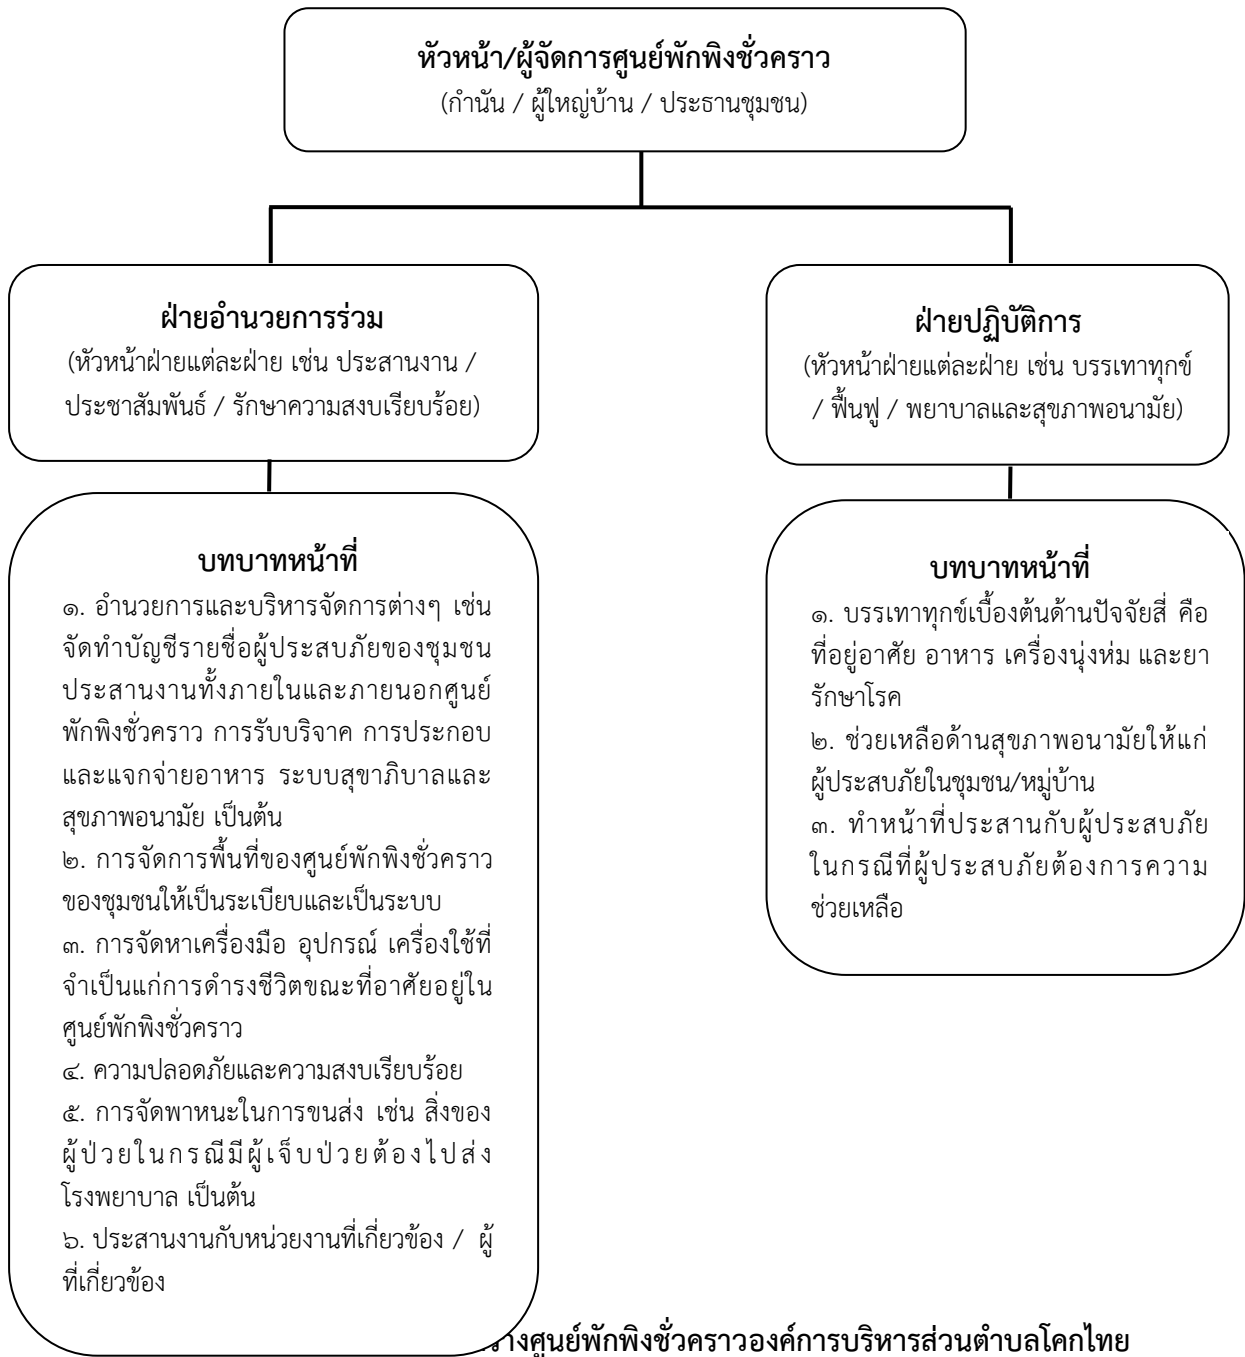 หัวหน้า/ผู้จัดการศูนย์พักพิงชั่วคราว
(กำนัน / ผู้ใหญ่บ้าน / ประธานชุมชน)
ฝ่ายอำนวยการร่วม
(หัวหน้าฝ่ายแต่ละฝ่าย เช่น ประสานงาน /
ประชาสัมพันธ์ / รักษาความสงบเรียบร้อย)
ฝ่ายปฏิบัติการ
(หัวหน้าฝ่ายแต่ละฝ่าย เช่น บรรเทาทุกข์
/ ฟื้นฟู / พยาบาลและสุขภาพอนามัย)
บทบาทหน้าที่
๑. อำนวยการและบริหารจัดการต่างๆ เช่น
จัดทำบัญชีรายชื่อผู้ประสบภัยของชุมชน
ประสานงานทั้งภายในและภายนอกศูนย์
พักพิงชั่วคราว การรับบริจาค การประกอบ
และแจกจ่ายอาหาร ระบบสุขาภิบาลและ
สุขภาพอนามัย เป็นต้น
๒. การจัดการพื้นที่ของศูนย์พักพิงชั่วคราว
ของชุมชนให้เป็นระเบียบและเป็นระบบ
๓. การจัดหาเครื่องมือ อุปกรณ์ เครื่องใช้ที่
จำเป็นแก่การดำรงชีวิตขณะที่อาศัยอยู่ใน
ศูนย์พักพิงชั่วคราว
๔. ความปลอดภัยและความสงบเรียบร้อย
๕. การจัดพาหนะในการขนส่ง เช่น สิ่งของ
ผู้ป่วยในกรณีมีผู้เจ็บป่วยต้องไปส่ง
โรงพยาบาล เป็นต้น
๖. ประสานงานกับหน่วยงานที่เกี่ยวข้อง / ผู้
ที่เกี่ยวข้อง
บทบาทหน้าที่
๑. บรรเทาทุกข์เบื้องต้นด้านปัจจัยสี่ คือ
ที่อยู่อาศัย อาหาร เครื่องนุ่งห่ม และยา
รักษาโรค
๒. ช่วยเหลือด้านสุขภาพอนามัยให้แก่
ผู้ประสบภัยในชุมชน/หมู่บ้าน
๓. ทำหน้าที่ประสานกับผู้ประสบภัย
ในกรณีที่ผู้ประสบภัยต้องการความ
ช่วยเหลือ
ศูนย์พักพิงชั่วคราวองค์การบริหารส่วนตำบลโคกไทย